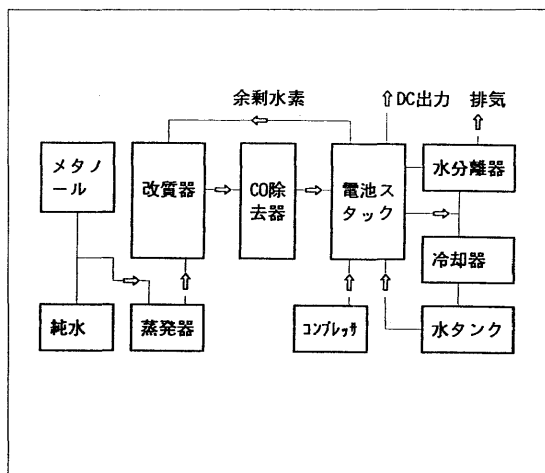 余剰水素
DC出力
排気
メタノ
ール
改質器
CO除
去器
電池ス
タック
水分離器
冷却器
純水
蒸発器
ｺﾝﾌﾟﾚｯｻ
水タンク